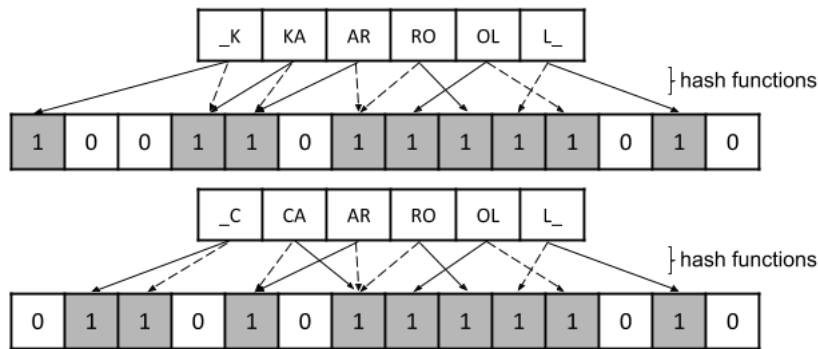 _K KA AR RO OL L_
hash functions
1 0 0 1 1 0 1 1 1 1 1 0 1 0
_C CA AR RO OL L_
hash functions
0 1 1 0 1 0 1 1 1 1 1 0 1 0